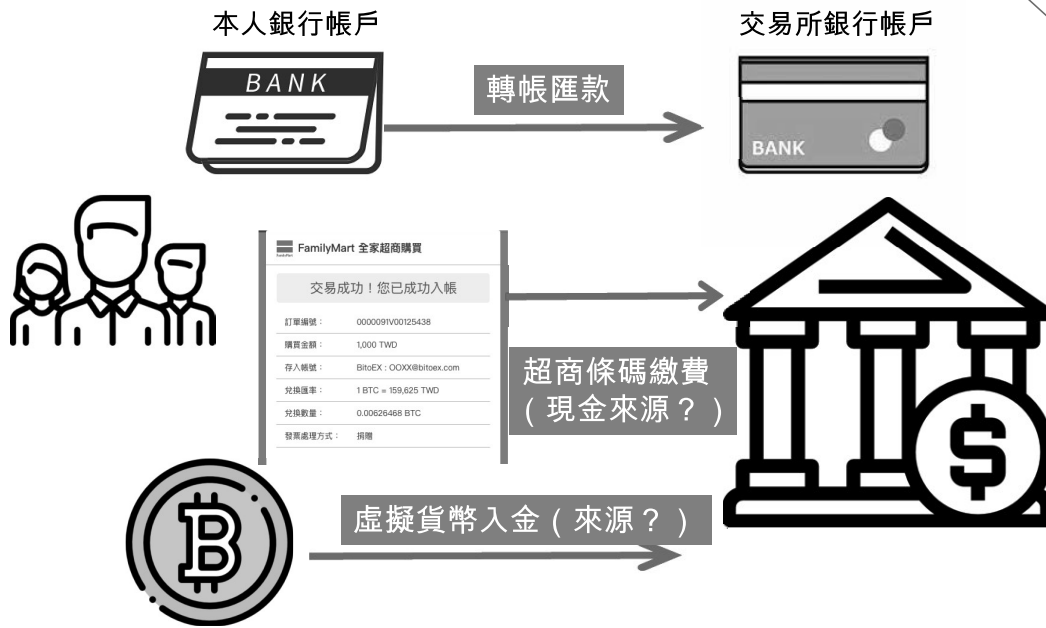 本人銀行帳戶
交易所銀行帳戶
BANK
轉帳匯款
BANK
FamilyMart 全家超商購買
交易成功！您已成功入帳
訂單編號： 0000091V00125438
購買金額： 1,000 TWD
存入帳號： BitoEX : OOXX@bitoex.com
兌換匯率： 1 BTC = 159,625 TWD
兌換數量： 0.00626468 BTC
發票處理方式： 捐贈
超商條碼繳費
（現金來源？）
虛擬貨幣入金（來源？）